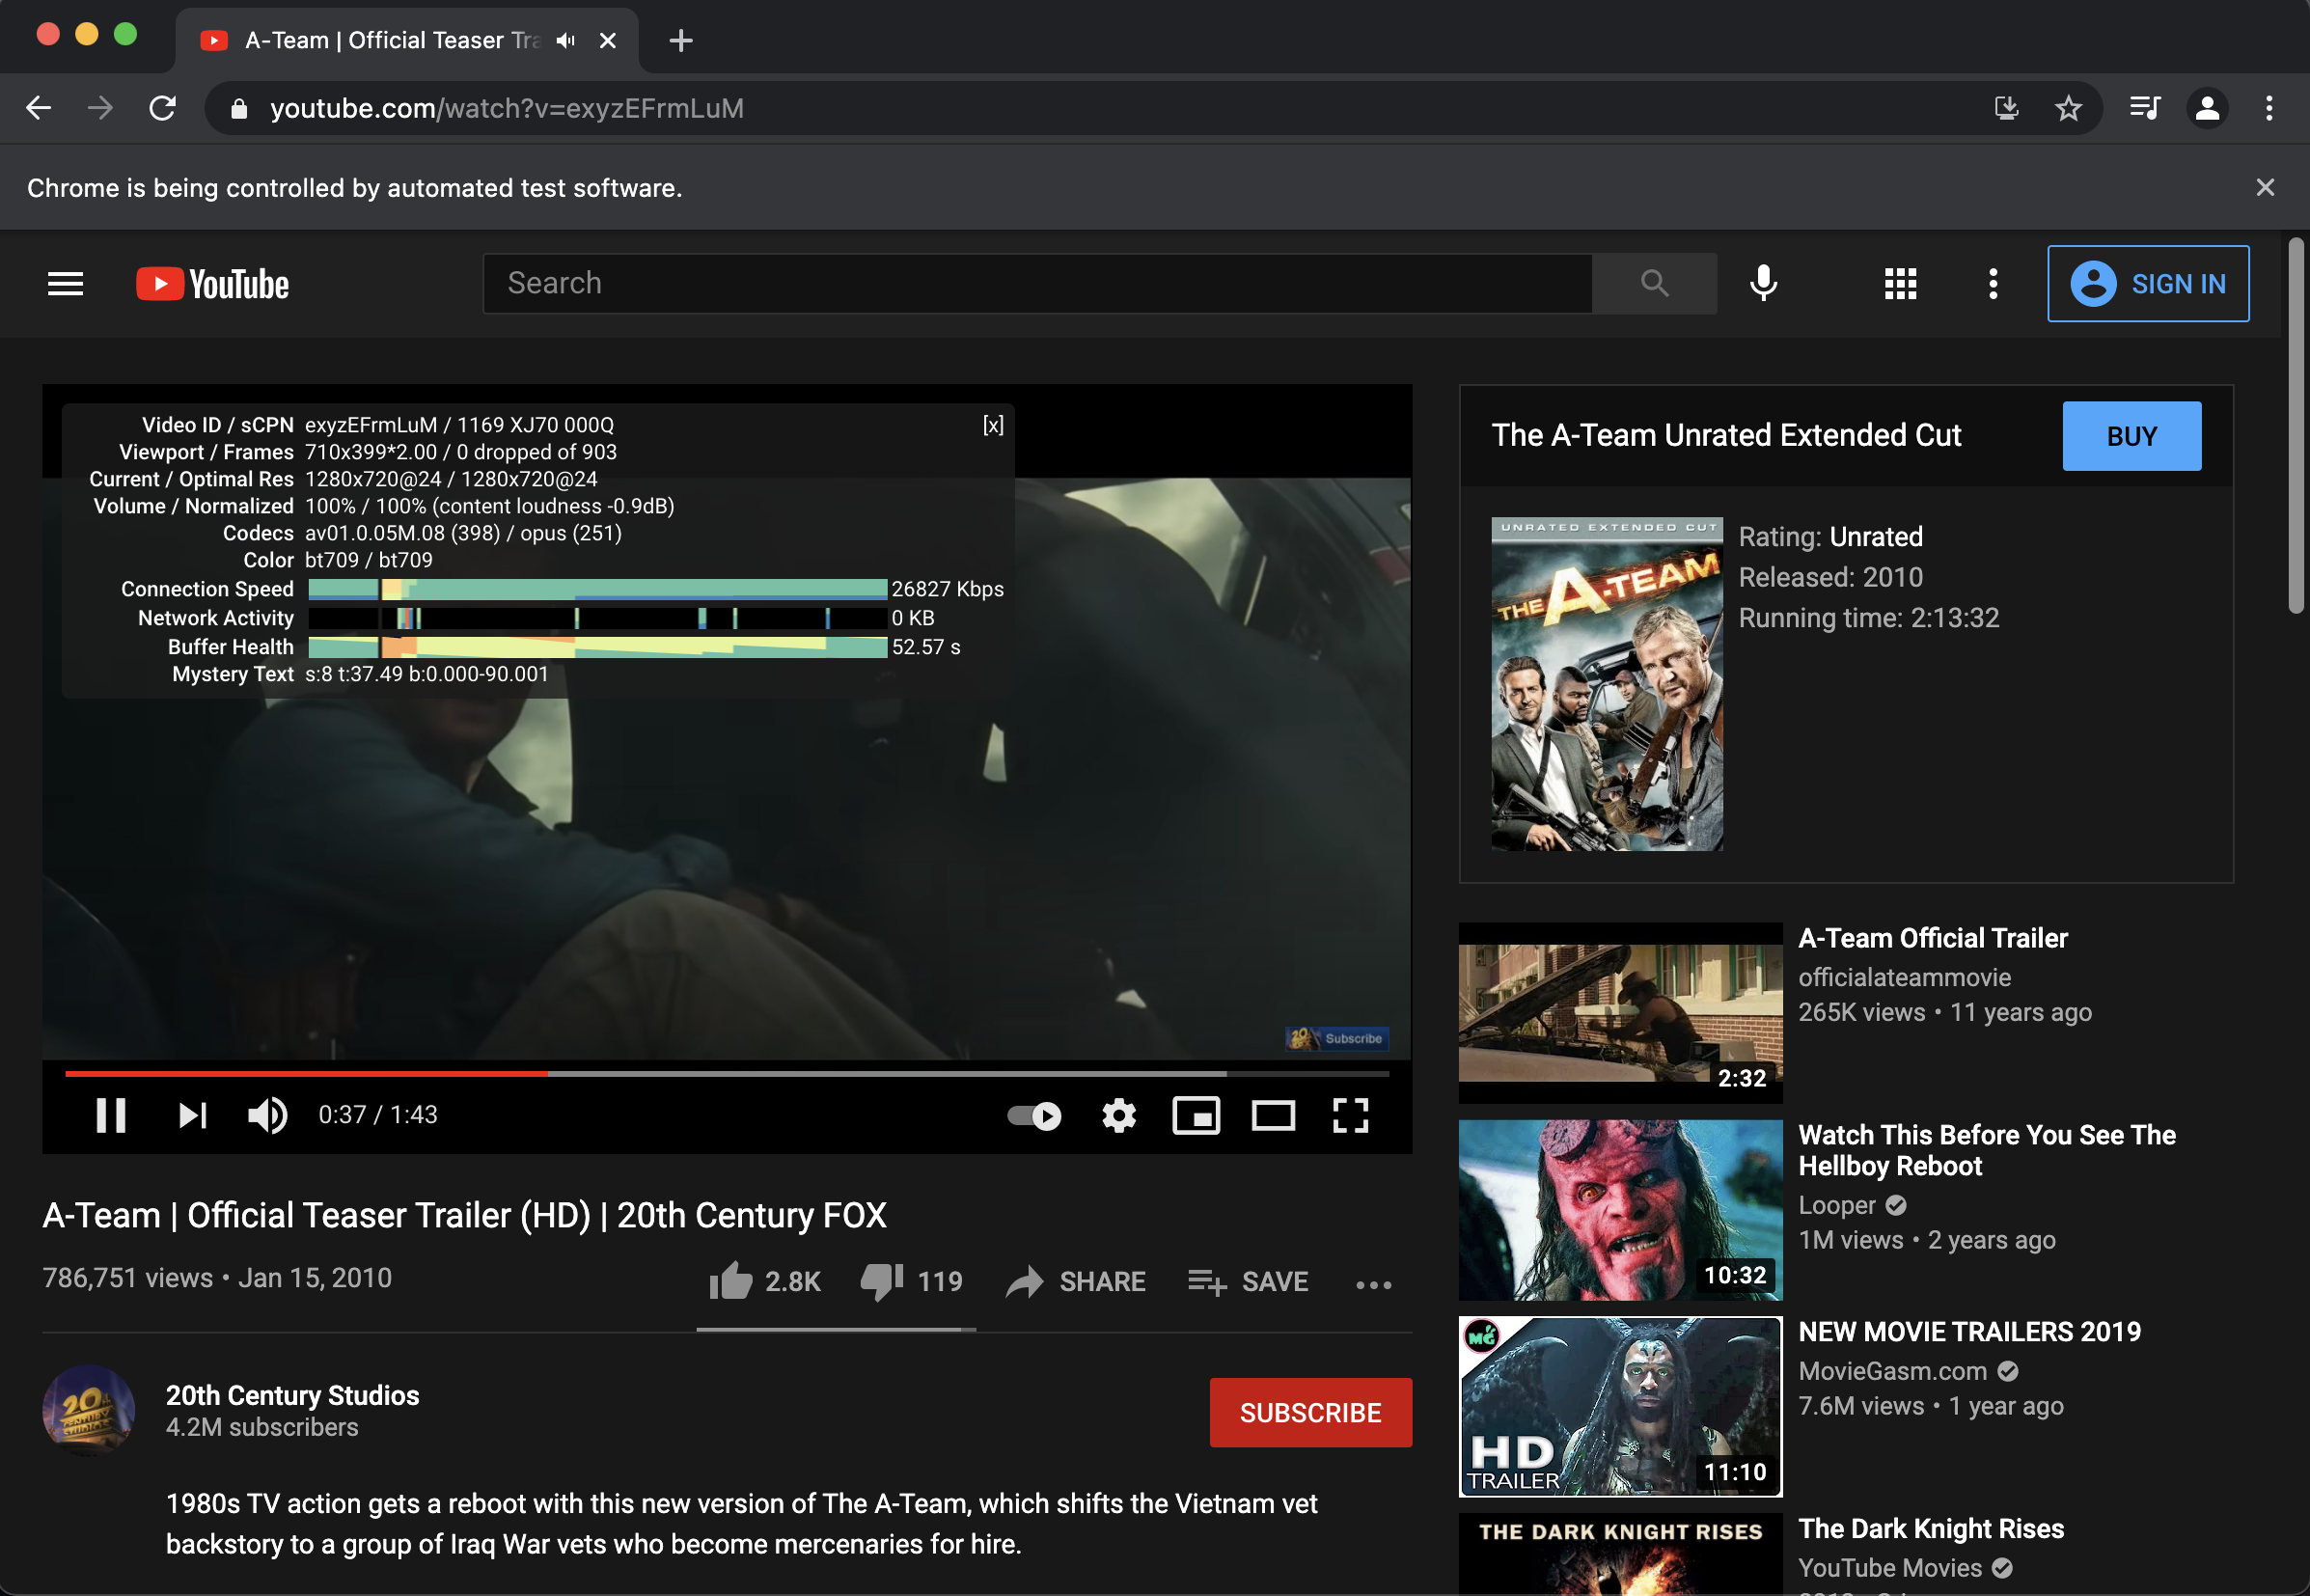 A-Team | Official Teaser Tra
youtube.com/watch?v=exyzEFrmLuM
Chrome is being controlled by automated test software.
YouTube
Search
SIGN IN
Video ID / sCPN exyzEFrmLuM / 1169 XJ70 000Q [x]
Viewport / Frames 710x399*2.00 / 0 dropped of 903
Current / Optimal Res 1280x720@24 / 1280x720@24
Volume / Normalized 100% / 100% (content loudness -0.9dB)
Codecs av01.0.05M.08 (398) / opus (251)
Color bt709 / bt709
Connection Speed 26827 Kbps
Network Activity 0 KB
Buffer Health 52.57 s
Mystery Text s:8 t:37.49 b:0.000-90.001
Subscribe
0:37 / 1:43
A-Team | Official Teaser Trailer (HD) | 20th Century FOX
786,751 views • Jan 15, 2010
2.8K 119 SHARE SAVE
20th Century Studios
4.2M subscribers
SUBSCRIBE
1980s TV action gets a reboot with this new version of The A-Team, which shifts the Vietnam vet
backstory to a group of Iraq War vets who become mercenaries for hire.
The A-Team Unrated Extended Cut
BUY
UNRATED EXTENDED CUT
THE A-TEAM
Rating: Unrated
Released: 2010
Running time: 2:13:32
2:32
A-Team Official Trailer
officialateammovie
265K views • 11 years ago
10:32
Watch This Before You See The
Hellboy Reboot
Looper
1M views • 2 years ago
MG
HD
TRAILER
11:10
NEW MOVIE TRAILERS 2019
MovieGasm.com
7.6M views • 1 year ago
THE DARK KNIGHT RISES
The Dark Knight Rises
YouTube Movies